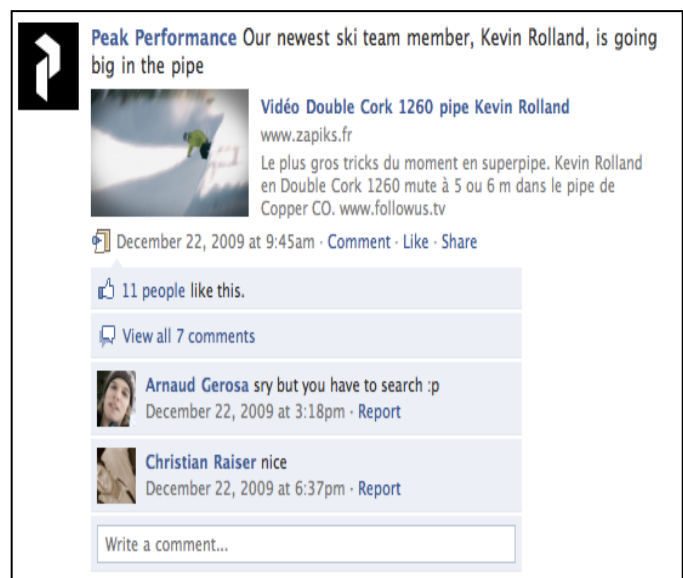 Peak Performance Our newest ski team member, Kevin Rolland, is going
big in the pipe
Vidéo Double Cork 1260 pipe Kevin Rolland
www.zapiks.fr
Le plus gros tricks du moment en superpipe. Kevin Rolland
en Double Cork 1260 mute à 5 ou 6 m dans le pipe de
Copper CO. www.followus.tv
December 22, 2009 at 9:45am · Comment · Like · Share
11 people like this.
View all 7 comments
Arnaud Gerosa sry but you have to search :p
December 22, 2009 at 3:18pm · Report
Christian Raiser nice
December 22, 2009 at 6:37pm · Report
Write a comment...